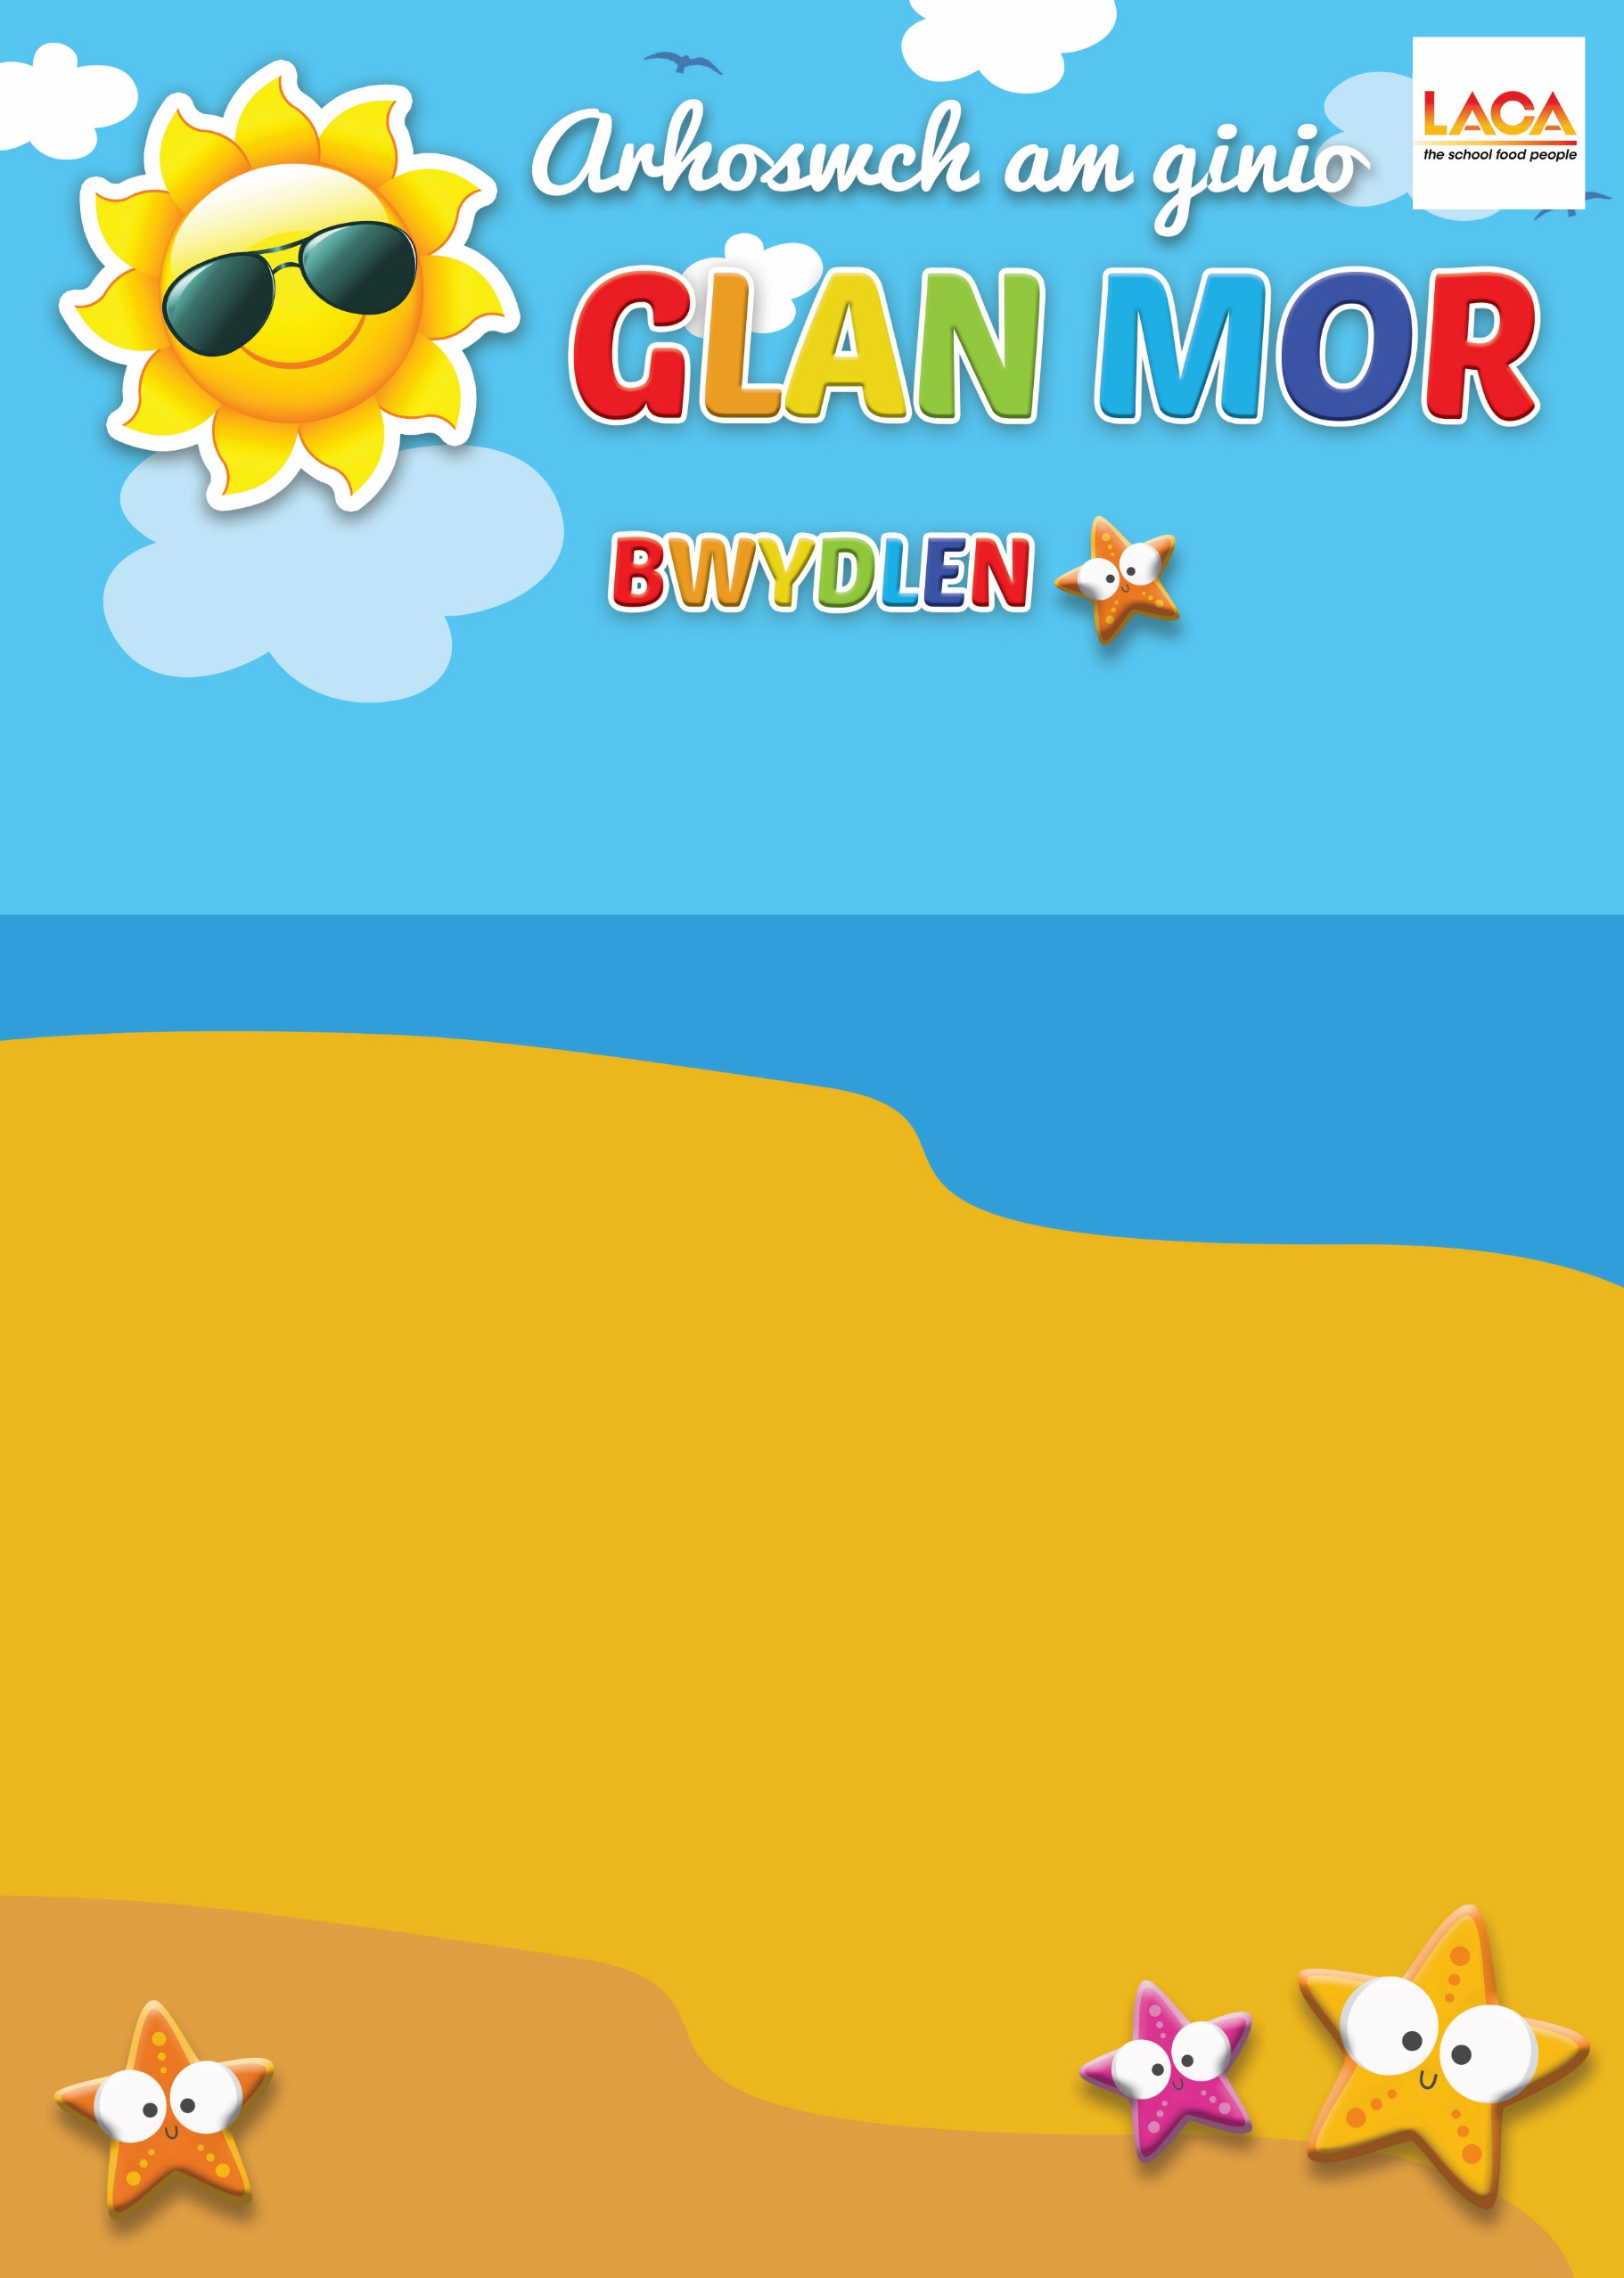 Arhoswch am ginio
LACA
the school food people
GLAN MOR
BWYDLEN